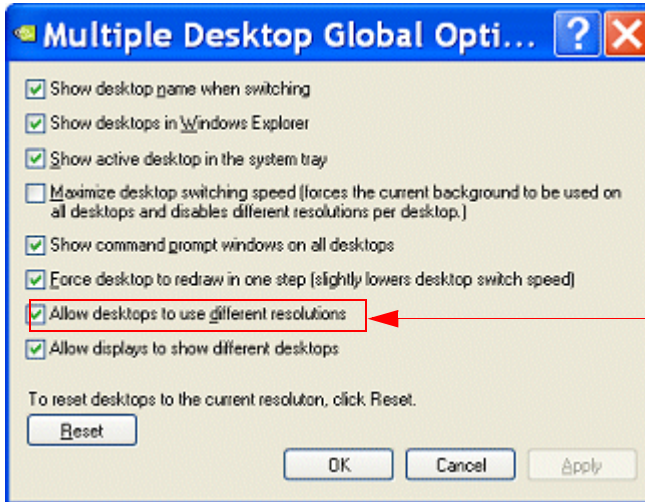 Multiple Desktop Global Opti...
Show desktop name when switching
Show desktops in Windows Explorer
Show active desktop in the system tray
Maximize desktop switching speed (forces the current background to be used on
all desktops and disables different resolutions per desktop.)
Show command prompt windows on all desktops
Force desktop to redraw in one step (slightly lowers desktop switch speed)
Allow desktops to use different resolutions
Allow displays to show different desktops
To reset desktops to the current resoluton, click Reset.
Reset
OK Cancel Apply